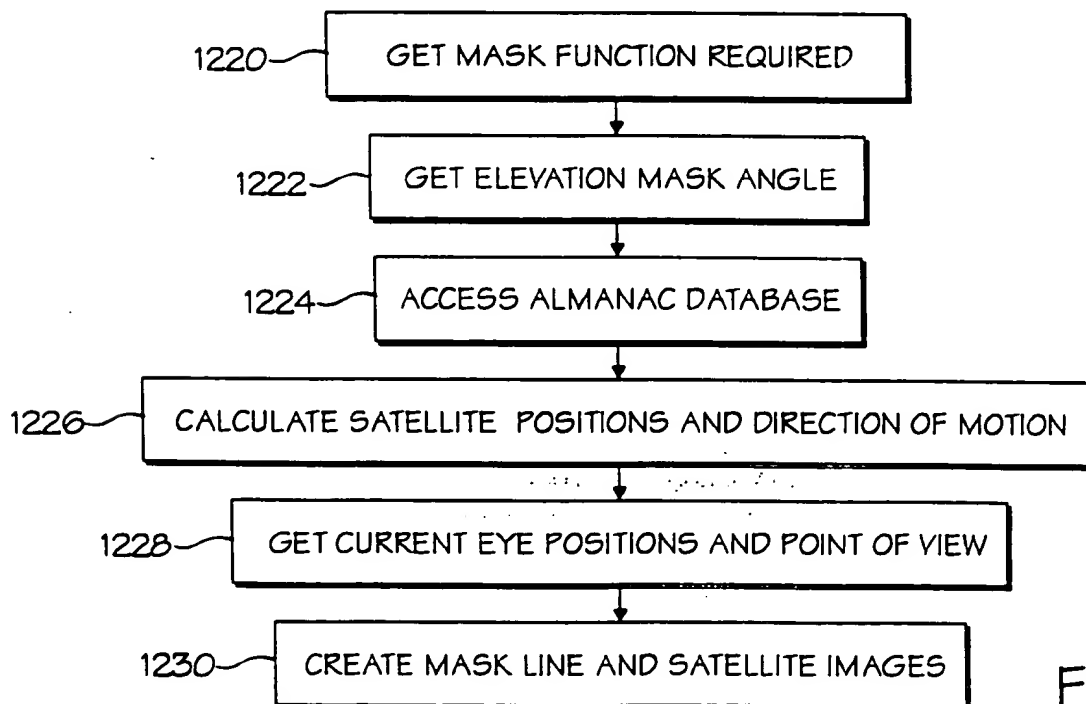 1220 GET MASK FUNCTION REQUIRED
1222 GET ELEVATION MASK ANGLE
1224 ACCESS ALMANAC DATABASE
1226 CALCULATE SATELLITE POSITIONS AND DIRECTION OF MOTION
1228 GET CURRENT EYE POSITIONS AND POINT OF VIEW
1230 CREATE MASK LINE AND SATELLITE IMAGES
F